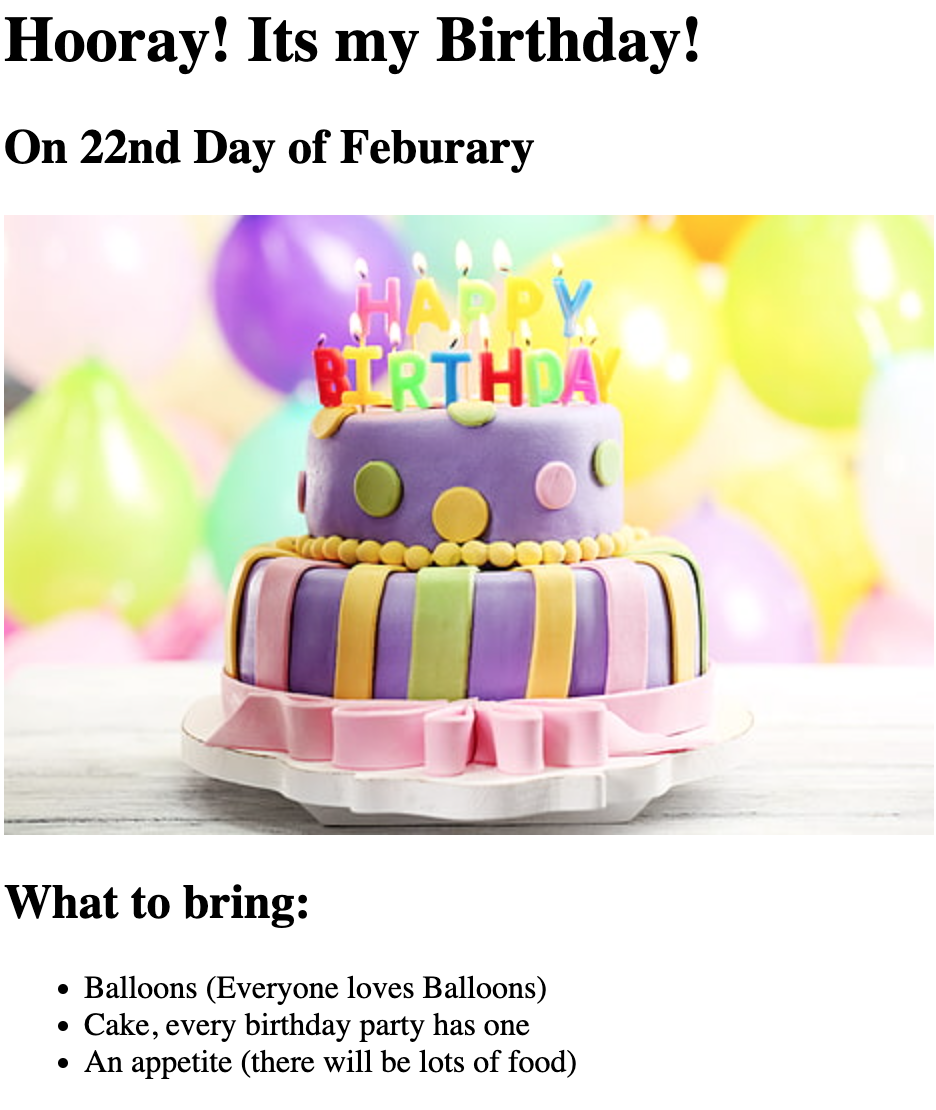 Hooray! Its my Birthday!
On 22nd Day of Feburary
HAPPY
BIRTHDAY
What to bring:
Balloons (Everyone loves Balloons)
Cake, every birthday party has one
An appetite (there will be lots of food)